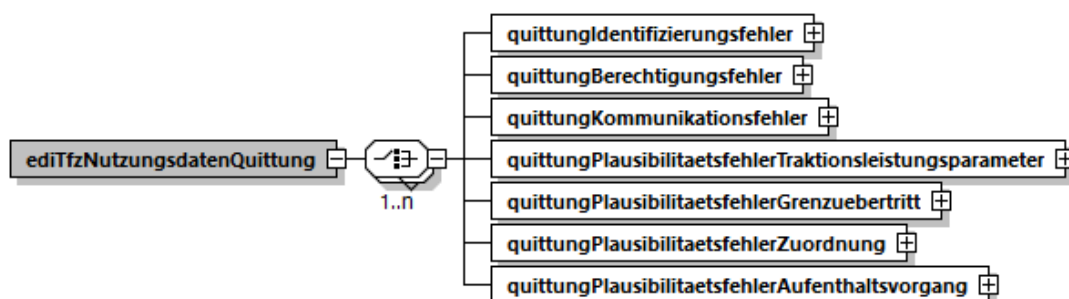 quittungIdentifizierungsfehler
quittungBerechtigungsfehler
quittungKommunikationsfehler
ediTfzNutzungsdatenQuittung
quittungPlausibilitaetsfehlerTraktionsleistungsparameter
1..n
quittungPlausibilitaetsfehlerGrenzuebertritt
quittungPlausibilitaetsfehlerZuordnung
quittungPlausibilitaetsfehlerAufenthaltsvorgang